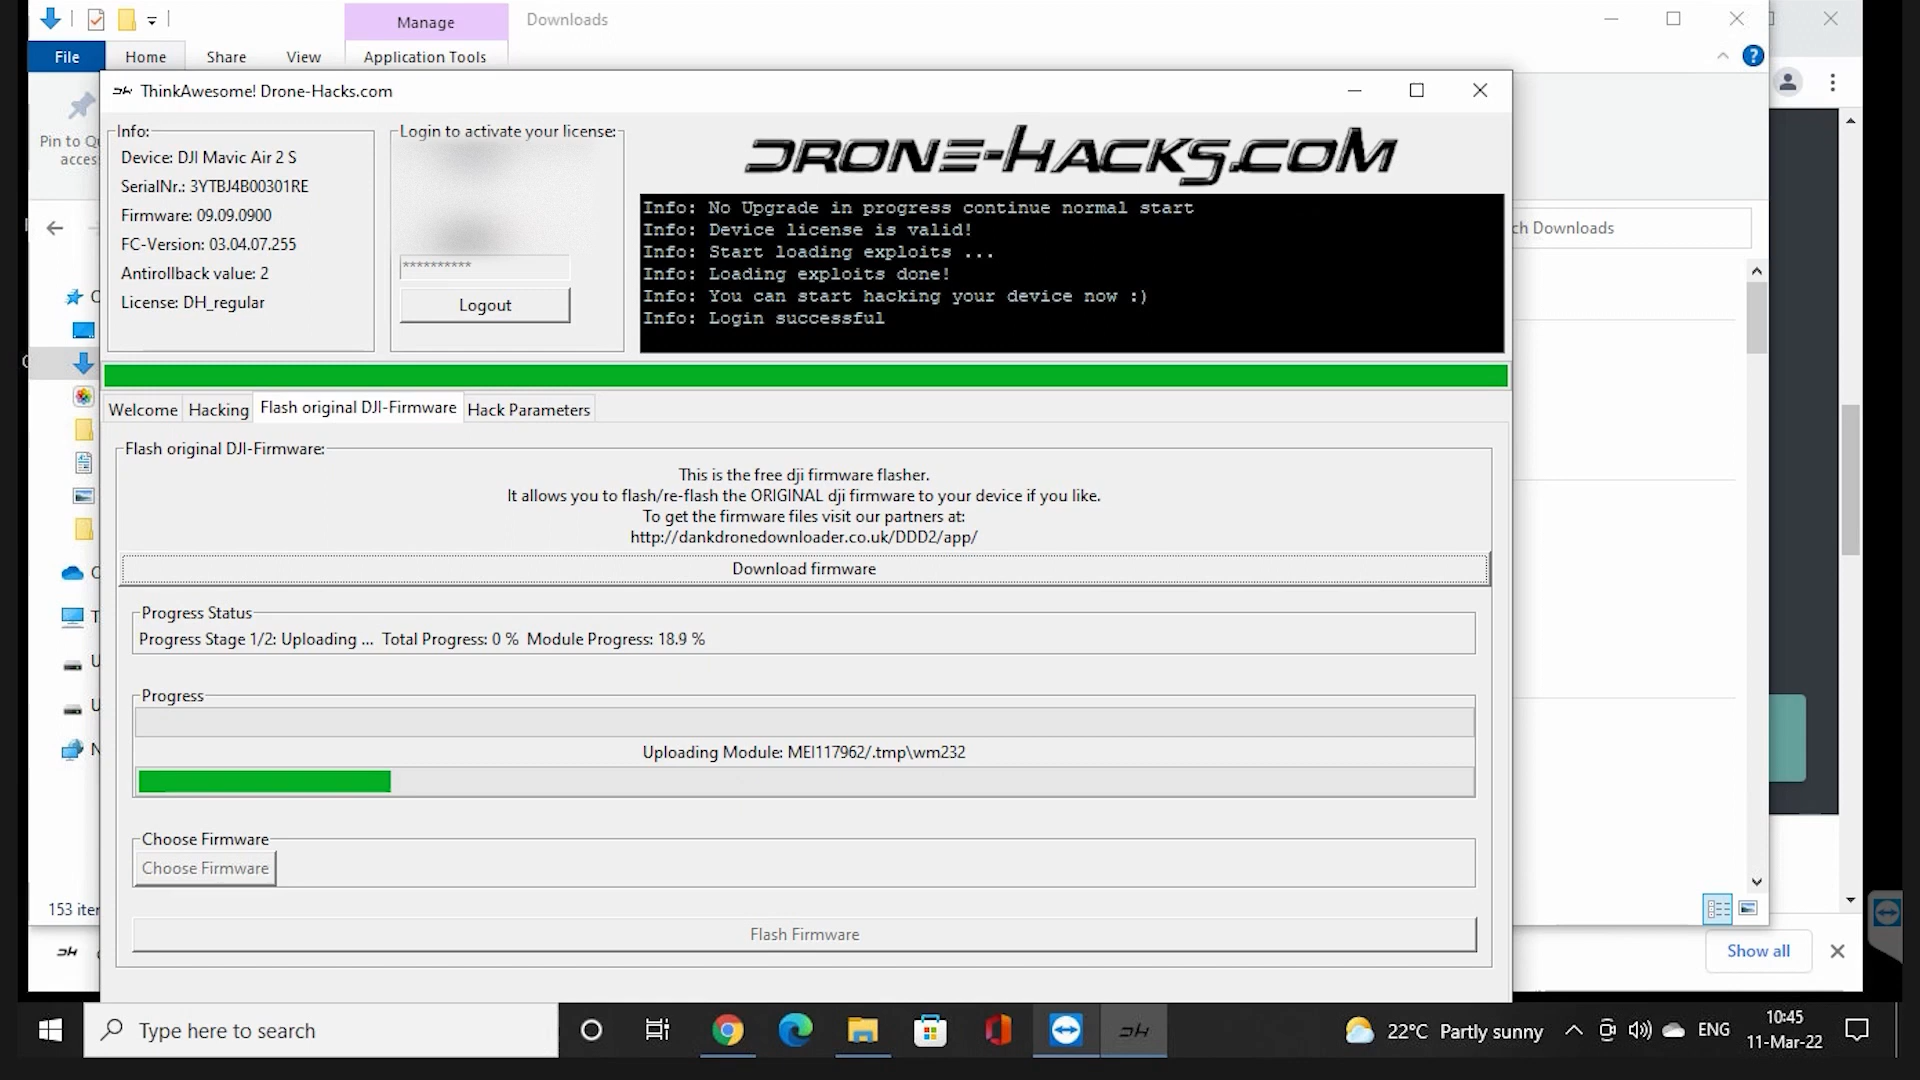 Manage
Downloads
File
Home
Share
View
Application Tools
Pin to Qu
access
ThinkAwesome! Drone-Hacks.com
Info:
Device: DJI Mavic Air 2 S
SerialNr.: 3YTBJ4B00301RE
Firmware: 09.09.0900
FC-Version: 03.04.07.255
Antirollback value: 2
License: DH_regular
Login to activate your license:
**********
Logout
DRONE-HACKS.COM
Info: No Upgrade in progress continue normal start
Info: Device license is valid!
Info: Start loading exploits ...
Info: Loading exploits done!
Info: You can start hacking your device now :)
Info: Login successful
ch Downloads
Welcome
Hacking
Flash original DJI-Firmware
Hack Parameters
Flash original DJI-Firmware:
This is the free dji firmware flasher.
It allows you to flash/re-flash the ORIGINAL dji firmware to your device if you like.
To get the firmware files visit our partners at:
http://dankdronedownloader.co.uk/DDD2/app/
Download firmware
Progress Status
Progress Stage 1/2: Uploading ... Total Progress: 0 % Module Progress: 18.9 %
Progress
Uploading Module: MEI117962/.tmp\wm232
Choose Firmware
Choose Firmware
Flash Firmware
153 iter
Show all
Type here to search
22°C Partly sunny
ENG
10:45
11-Mar-22